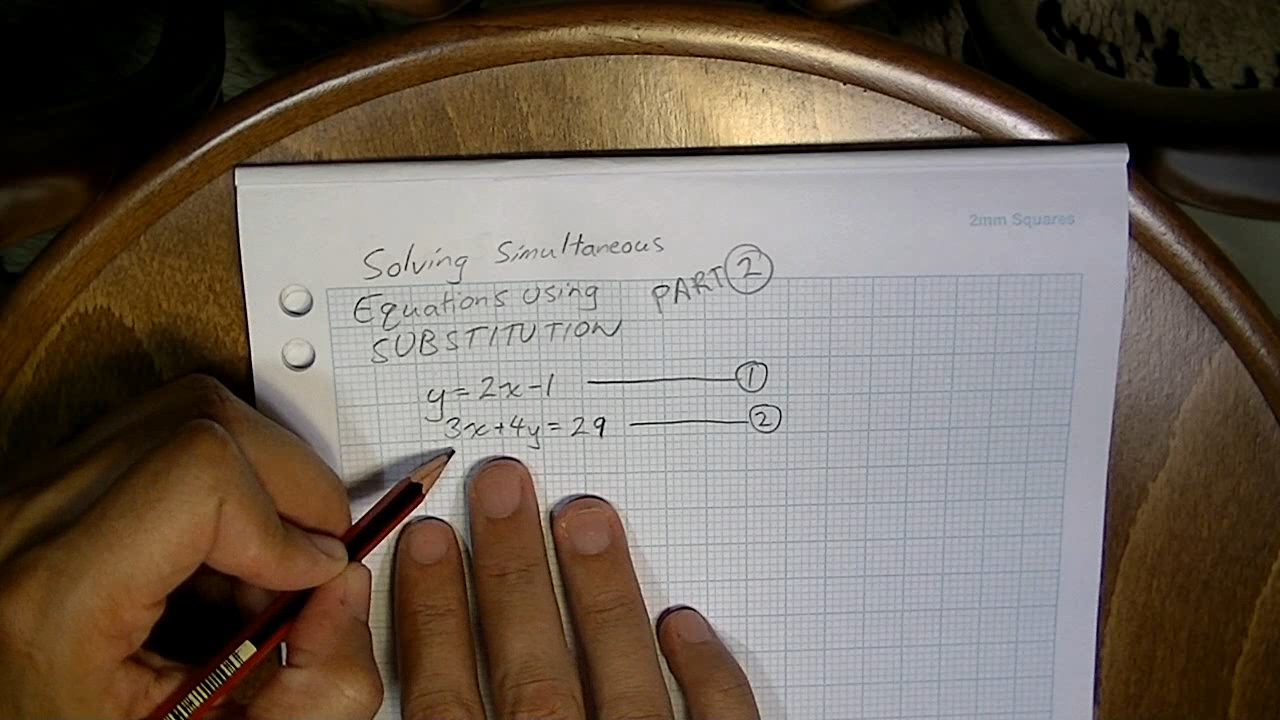 2mm Squares
Solving Simultaneous
Equations using PART 2
SUBSTITUTION
y = 2x - 1 ——— 1
3x + 4y = 29 ——— 2